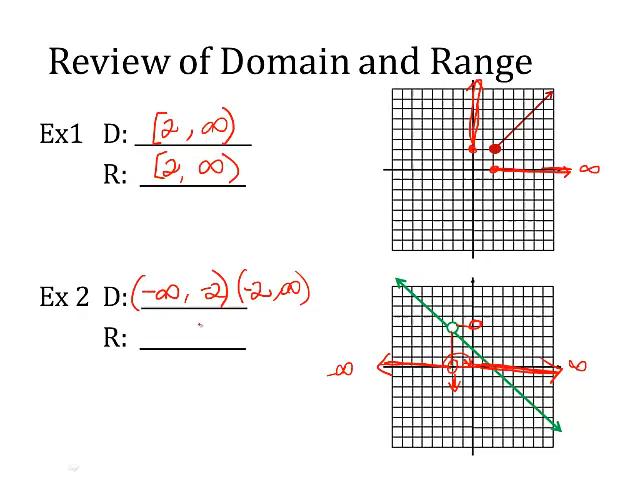 Review of Domain and Range
Ex1 D: [2, ∞)
R: [2, ∞)
∞
Ex 2 D: (-∞, -2)(-2, ∞)
R:
-∞ ∞